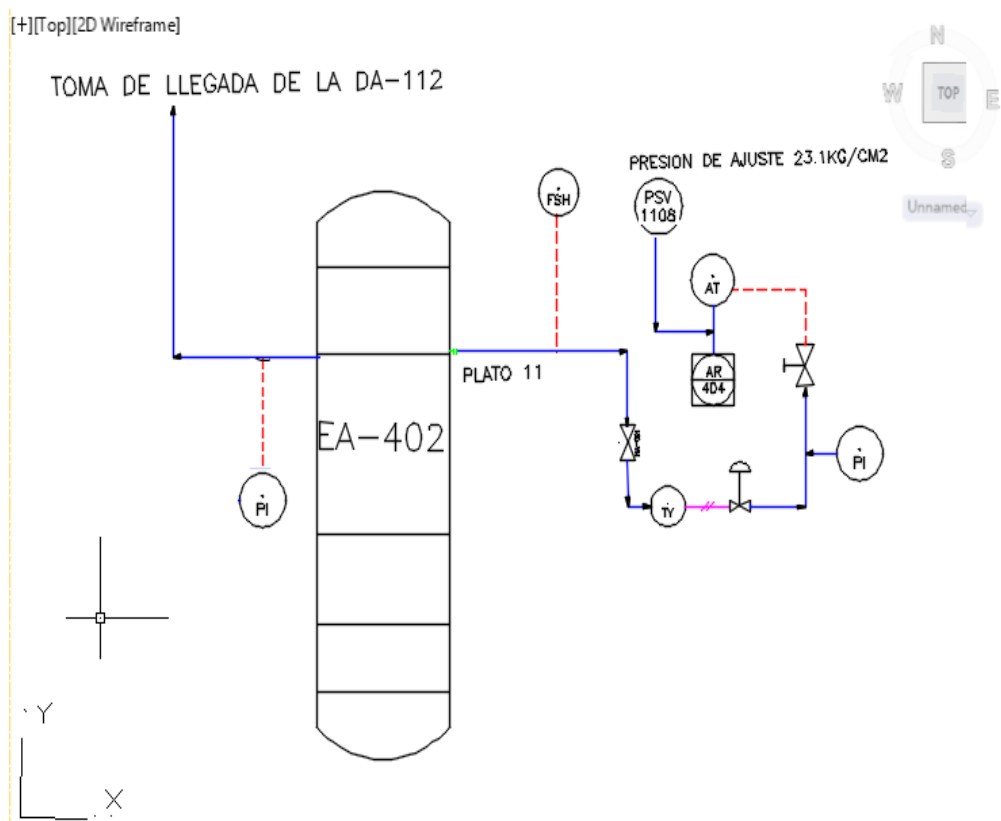 [+][Top][2D Wireframe]
N
W
TOP
E
S
Unnamed
TOMA DE LLEGADA DE LA DA-112
PRESION DE AJUSTE 23.1KG/CM2
FSH
PSV
1108
AT
PLATO 11
AR
4D4
EA-402
PI
PI
TY
Y
X